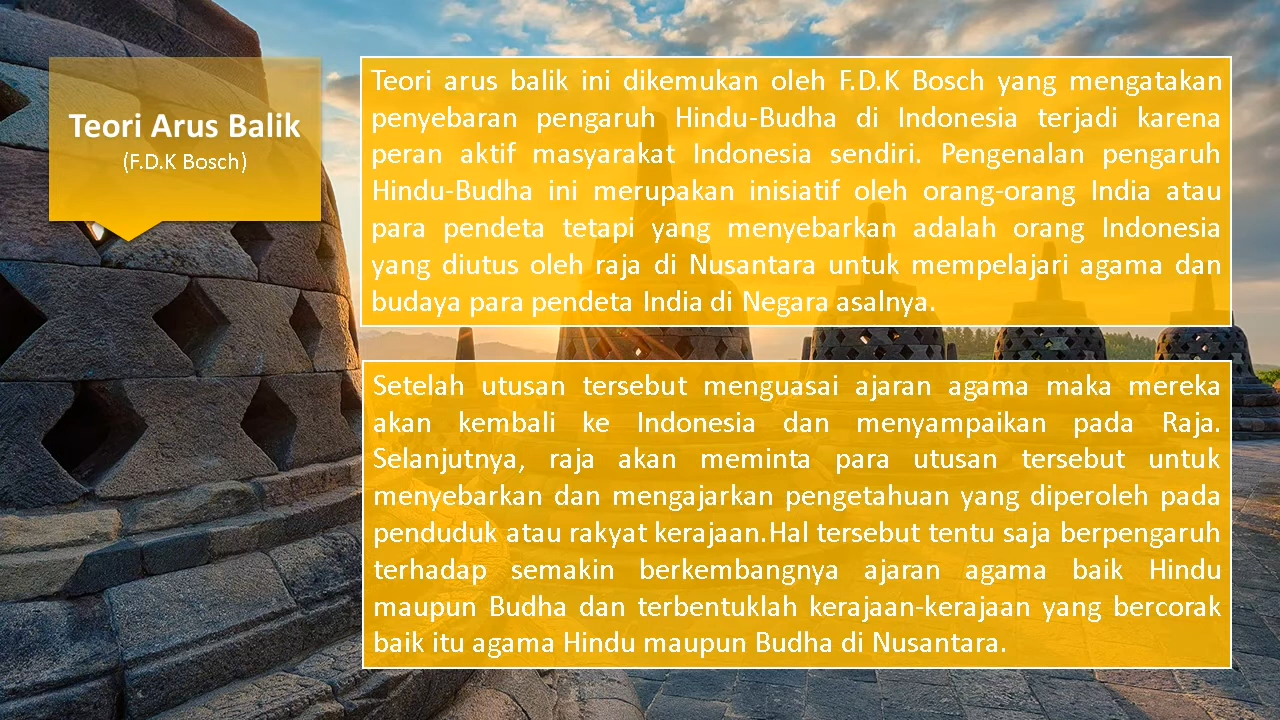 Teori Arus Balik
(F.D.K Bosch)
Teori arus balik ini dikemukan oleh F.D.K Bosch yang mengatakan
penyebaran pengaruh Hindu-Budha di Indonesia terjadi karena
peran aktif masyarakat Indonesia sendiri. Pengenalan pengaruh
Hindu-Budha ini merupakan inisiatif oleh orang-orang India atau
para pendeta tetapi yang menyebarkan adalah orang Indonesia
yang diutus oleh raja di Nusantara untuk mempelajari agama dan
budaya para pendeta India di Negara asalnya.
Setelah utusan tersebut menguasai ajaran agama maka mereka
akan kembali ke Indonesia dan menyampaikan pada Raja.
Selanjutnya, raja akan meminta para utusan tersebut untuk
menyebarkan dan mengajarkan pengetahuan yang diperoleh pada
penduduk atau rakyat kerajaan.Hal tersebut tentu saja berpengaruh
terhadap semakin berkembangnya ajaran agama baik Hindu
maupun Budha dan terbentuklah kerajaan-kerajaan yang bercorak
baik itu agama Hindu maupun Budha di Nusantara.